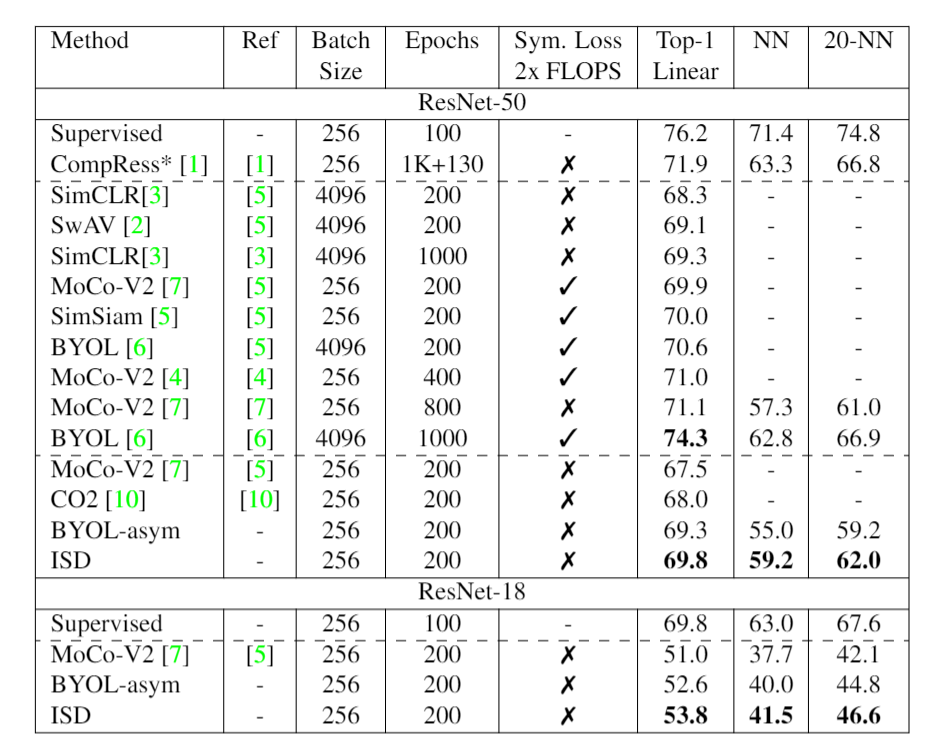 Method Ref Batch Epochs Sym. Loss Top-1 NN 20-NN
Size 2x FLOPS Linear
ResNet-50
Supervised - 256 100 - 76.2 71.4 74.8
CompRess* [1] [1] 256 1K+130 ✗ 71.9 63.3 66.8
SimCLR[3] [5] 4096 200 ✗ 68.3 - -
SwAV [2] [5] 4096 200 ✗ 69.1 - -
SimCLR[3] [3] 4096 1000 ✗ 69.3 - -
MoCo-V2 [7] [5] 256 200 ✓ 69.9 - -
SimSiam [5] [5] 256 200 ✓ 70.0 - -
BYOL [6] [5] 4096 200 ✓ 70.6 - -
MoCo-V2 [4] [4] 256 400 ✓ 71.0 - -
MoCo-V2 [7] [7] 256 800 ✗ 71.1 57.3 61.0
BYOL [6] [6] 4096 1000 ✓ 74.3 62.8 66.9
MoCo-V2 [7] [5] 256 200 ✗ 67.5 - -
CO2 [10] [10] 256 200 ✗ 68.0 - -
BYOL-asym - 256 200 ✗ 69.3 55.0 59.2
ISD - 256 200 ✗ 69.8 59.2 62.0
ResNet-18
Supervised - 256 100 - 69.8 63.0 67.6
MoCo-V2 [7] [5] 256 200 ✗ 51.0 37.7 42.1
BYOL-asym - 256 200 ✗ 52.6 40.0 44.8
ISD - 256 200 ✗ 53.8 41.5 46.6